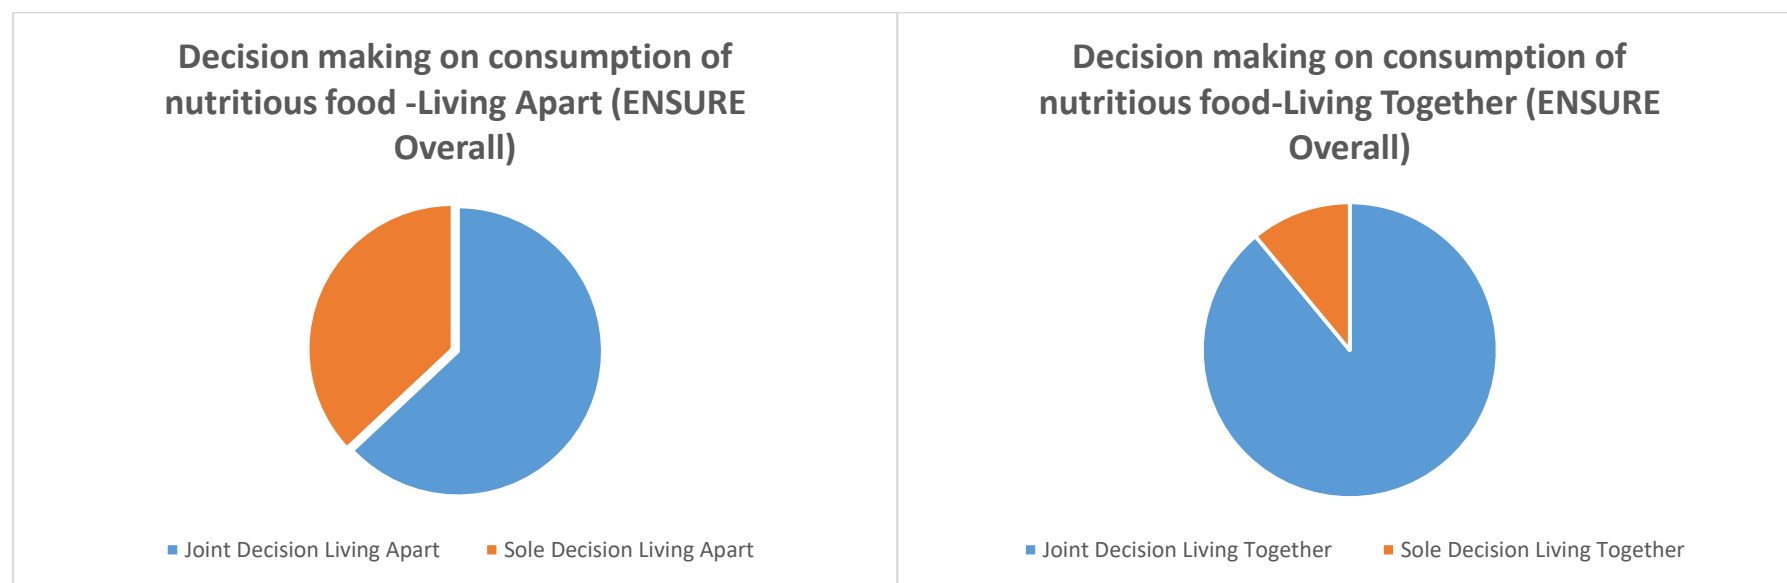 Decision making on consumption of
nutritious food -Living Apart (ENSURE
Overall)
Joint Decision Living Apart
Sole Decision Living Apart
Decision making on consumption of
nutritious food-Living Together (ENSURE
Overall)
Joint Decision Living Together
Sole Decision Living Together